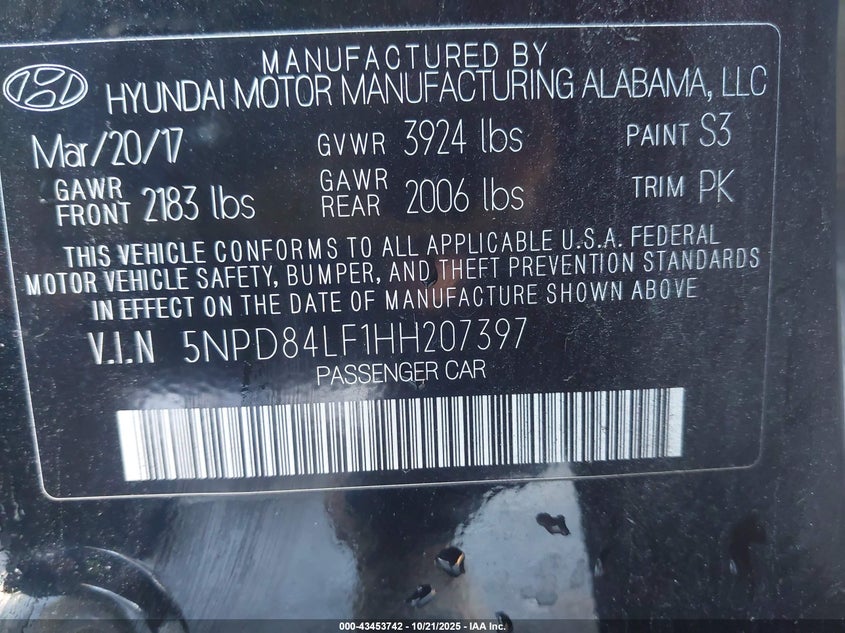 MANUFACTURED BY
HYUNDAI MOTOR MANUFACTURING ALABAMA, LLC
Mar/20/17 GVWR 3924 lbs PAINT S3
GAWR FRONT 2183 lbs GAWR REAR 2006 lbs TRIM PK
THIS VEHICLE CONFORMS TO ALL APPLICABLE U.S.A. FEDERAL
MOTOR VEHICLE SAFETY, BUMPER, AND THEFT PREVENTION STANDARDS
IN EFFECT ON THE DATE OF MANUFACTURE SHOWN ABOVE
V.I.N 5NPD84LF1HH207397
PASSENGER CAR
000-43453742 - 10/21/2025 - IAA Inc.